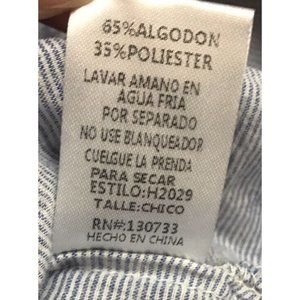 65%ALGODON
35%POLIESTER
LAVAR AMANO EN
AGUA FRIA
POR SEPARADO
NO USE BLANQUEADOR
CUELGUE LA PRENDA
PARA SECAR
ESTILO:H2029
TALLE:CHICO
RN#:130733
HECHO EN CHINA